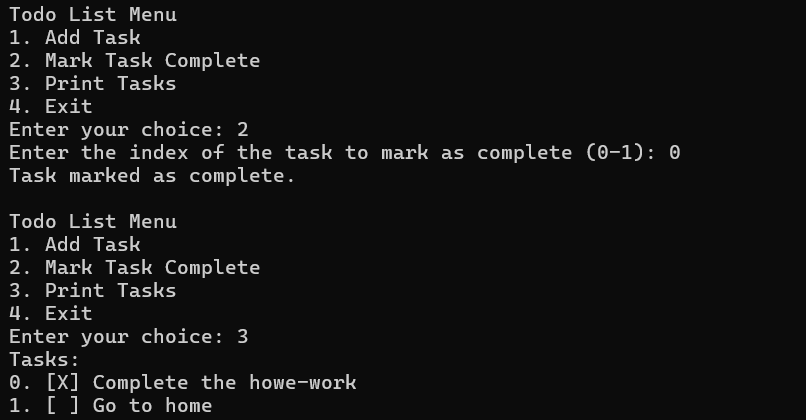 Todo List Menu
1. Add Task
2. Mark Task Complete
3. Print Tasks
4. Exit
Enter your choice: 2
Enter the index of the task to mark as complete (0-1): 0
Task marked as complete.
Todo List Menu
1. Add Task
2. Mark Task Complete
3. Print Tasks
4. Exit
Enter your choice: 3
Tasks:
0. [X] Complete the howe-work
1. [ ] Go to home